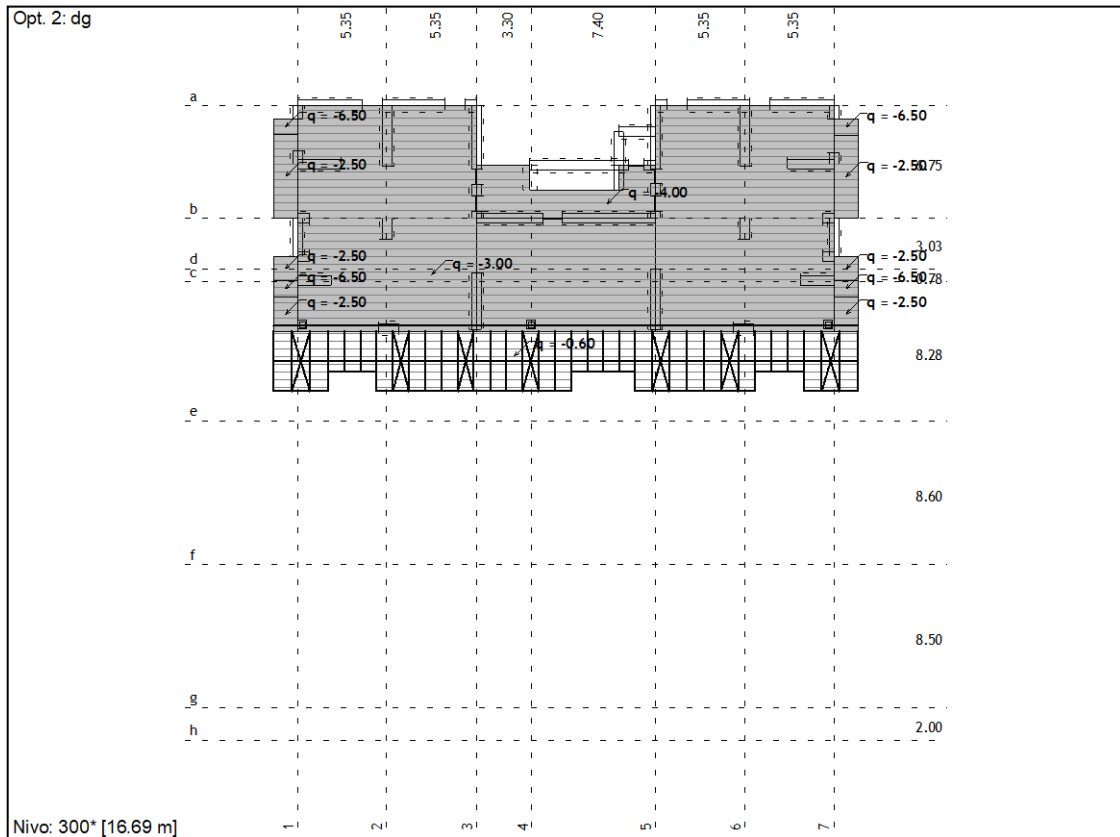 Opt. 2: dg
5.35
5.35
3.30
7.40
5.35
5.35
a
q = -6.50
q = -6.50
q = -2.50
q = -2.50
q = -4.00
b
3.03
d
q = -2.50
q = -2.50
c
q = -3.00
q = -6.50
q = -6.50
0.78
q = -2.50
q = -2.50
q = -0.60
8.28
e
8.60
f
8.50
g
h
2.00
Nivo: 300* [16.69 m]
1
2
3
4
5
6
7